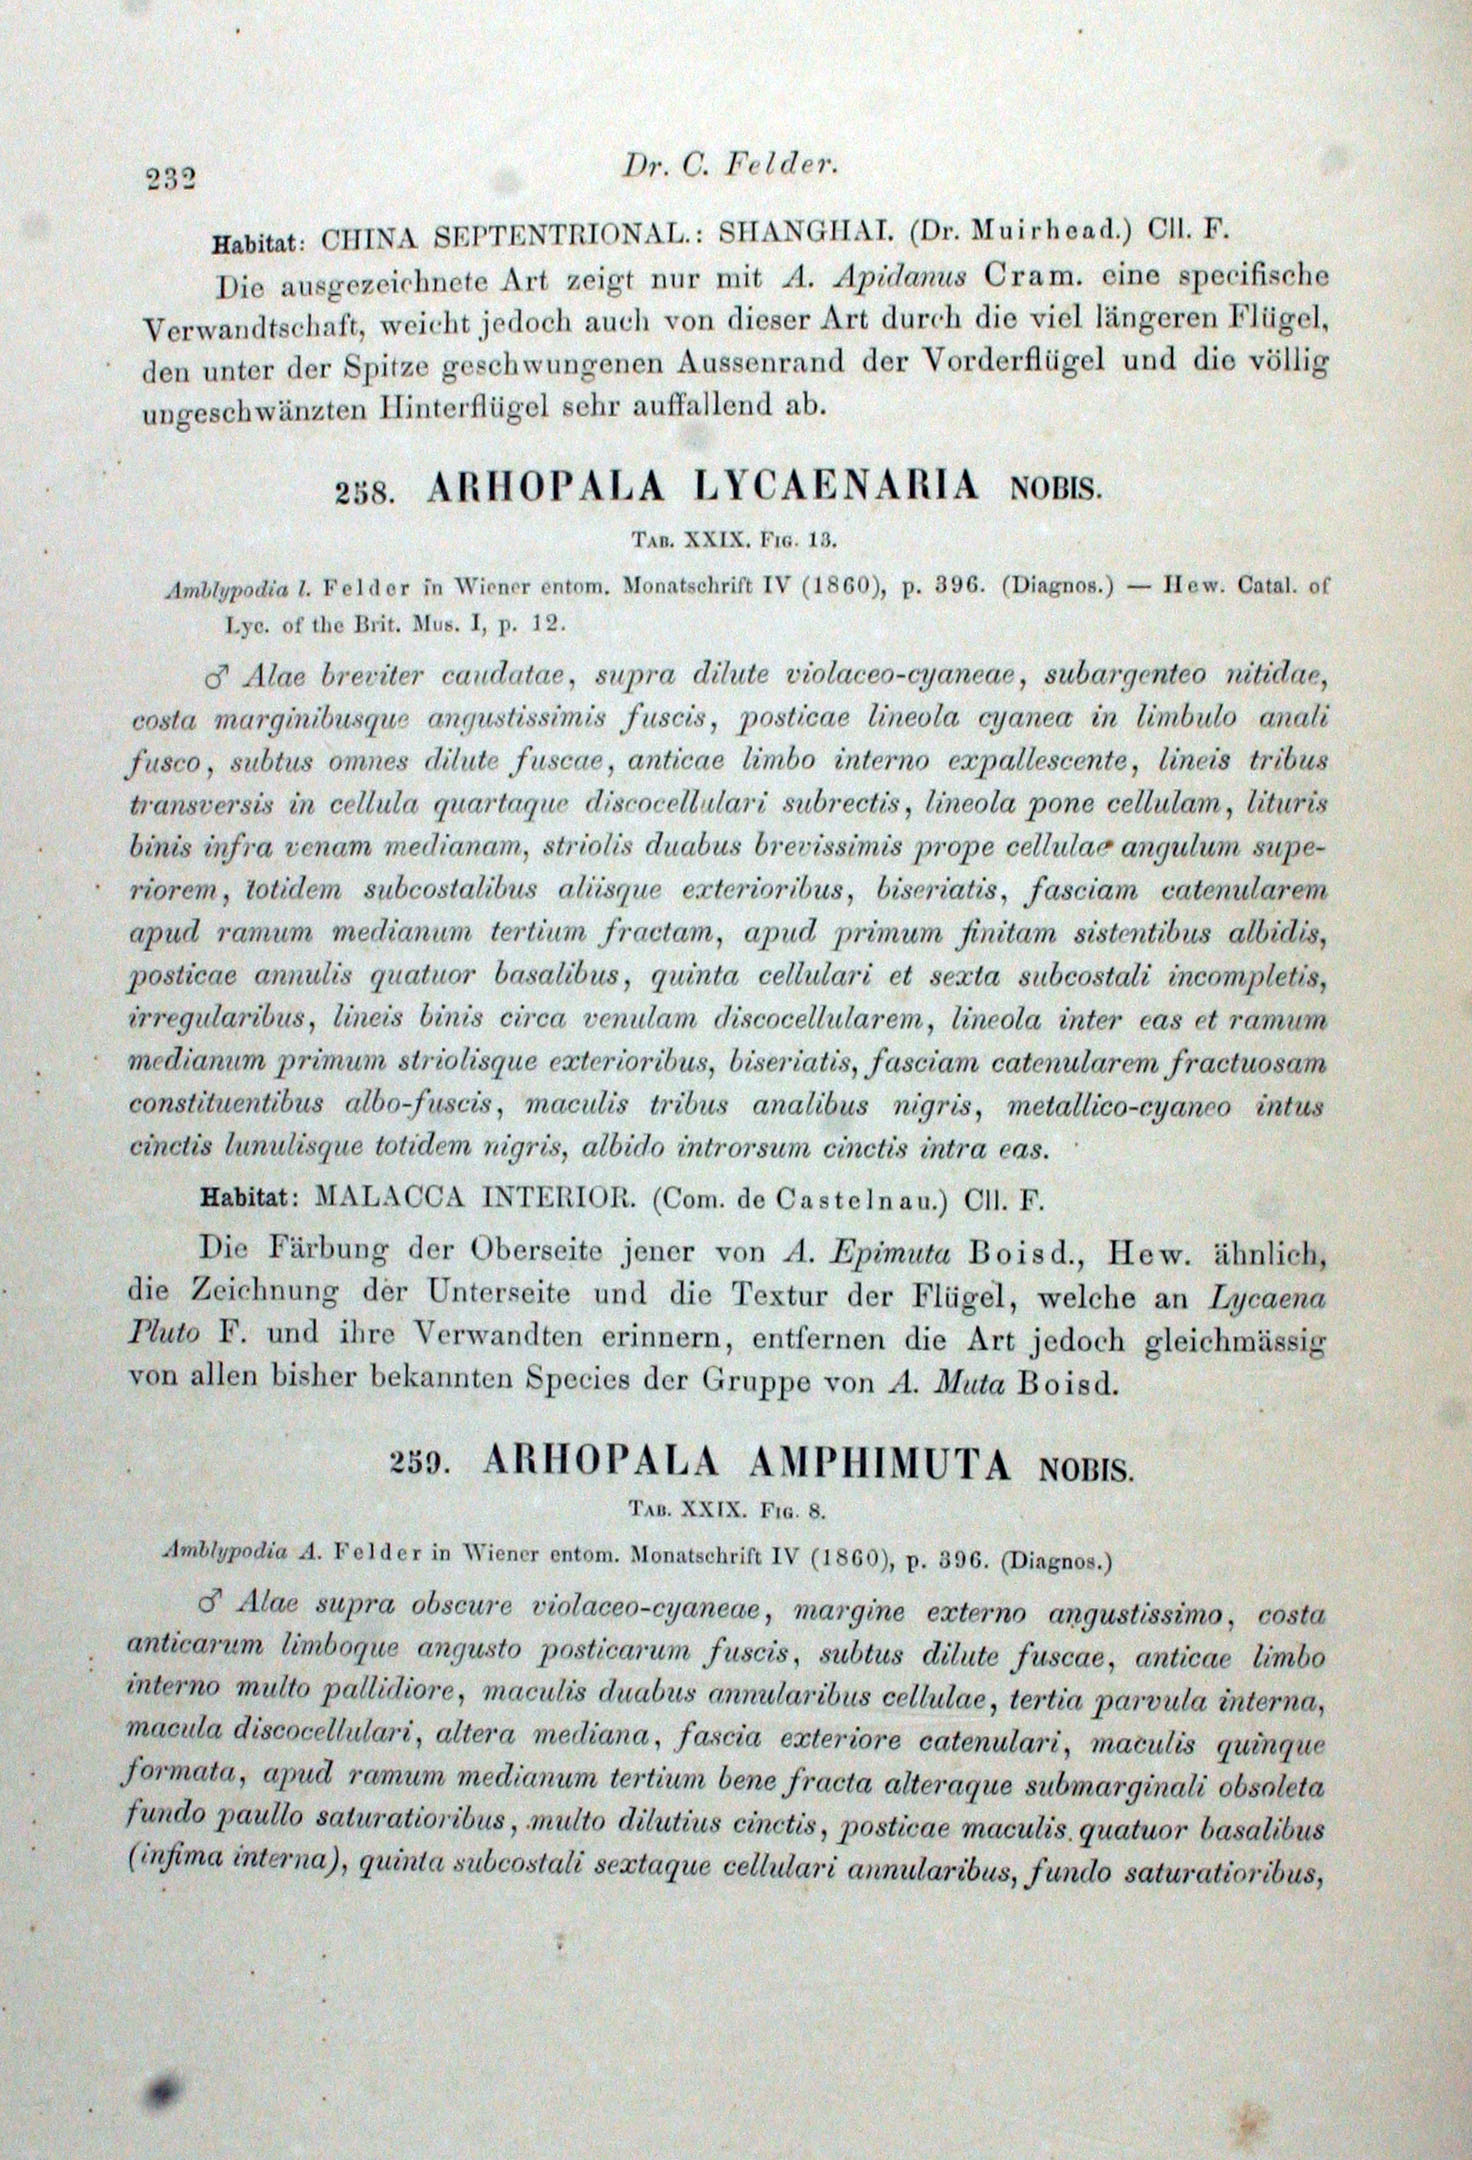 232
Dr. C. Felder.
Habitat: CHINA SEPTENTRIONAL.: SHANGHAI. (Dr. Muirhead.) Cll. F.
Die ausgezeichnete Art zeigt nur mit A. Apidanus Cram. eine specifische
Verwandtschaft, weicht jedoch auch von dieser Art durch die viel längeren Flügel,
den unter der Spitze geschwungenen Aussenrand der Vorderflügel und die völlig
ungeschwänzten Hinterflügel sehr auffallend ab.
258. ARHOPALA LYCAENARIA NOBIS.
TAB. XXIX. FIG. 13.
Amblypodia l. Felder in Wiener entom. Monatschrift IV (1860), p. 396. (Diagnos.) — Hew. Catal. of
Lyc. of the Brit. Mus. I, p. 12.
♂ Alae breviter caudatae, supra dilute violaceo-cyaneae, subargenteo nitidae,
costa marginibusque angustissimis fuscis, posticae lineola cyanea in limbulo anali
fusco, subtus omnes dilute fuscae, anticae limbo interno expallescente, lineis tribus
transversis in cellula quartaque discocellulari subrectis, lineola pone cellulam, lituris
binis infra venam medianam, striolis duabus brevissimis prope cellulae angulum supe-
riorem, totidem subcostalibus aliisque exterioribus, biseriatis, fasciam catenularem
apud ramum medianum tertium fractam, apud primum finitam sistentibus albidis,
posticae annulis quatuor basalibus, quinta cellulari et sexta subcostali incompletis,
irregularibus, lineis binis circa venulam discocellularem, lineola inter eas et ramum
medianum primum striolisque exterioribus, biseriatis, fasciam catenularem fractuosam
constituentibus albo-fuscis, maculis tribus analibus nigris, metallico-cyaneo intus
cinctis lunulisque totidem nigris, albido introrsum cinctis intra eas.
Habitat: MALACCA INTERIOR. (Com. de Castelnau.) Cll. F.
Die Färbung der Oberseite jener von A. Epimuta Boisd., Hew. ähnlich,
die Zeichnung der Unterseite und die Textur der Flügel, welche an Lycaena
Pluto F. und ihre Verwandten erinnern, entfernen die Art jedoch gleichmässig
von allen bisher bekannten Species der Gruppe von A. Muta Boisd.
259. ARHOPALA AMPHIMUTA NOBIS.
TAB. XXIX. FIG. 8.
Amblypodia A. Felder in Wiener entom. Monatschrift IV (1860), p. 396. (Diagnos.)
♂ Alae supra obscure violaceo-cyaneae, margine externo angustissimo, costa
anticarum limboque angusto posticarum fuscis, subtus dilute fuscae, anticae limbo
interno multo pallidiore, maculis duabus annularibus cellulae, tertia parvula interna,
macula discocellulari, altera mediana, fascia exteriore catenulari, maculis quinque
formata, apud ramum medianum tertium bene fracta alteraque submarginali obsoleta
fundo paullo saturatioribus, multo dilutius cinctis, posticae maculis quatuor basalibus
(infima interna), quinta subcostali sextaque cellulari annularibus, fundo saturatioribus,